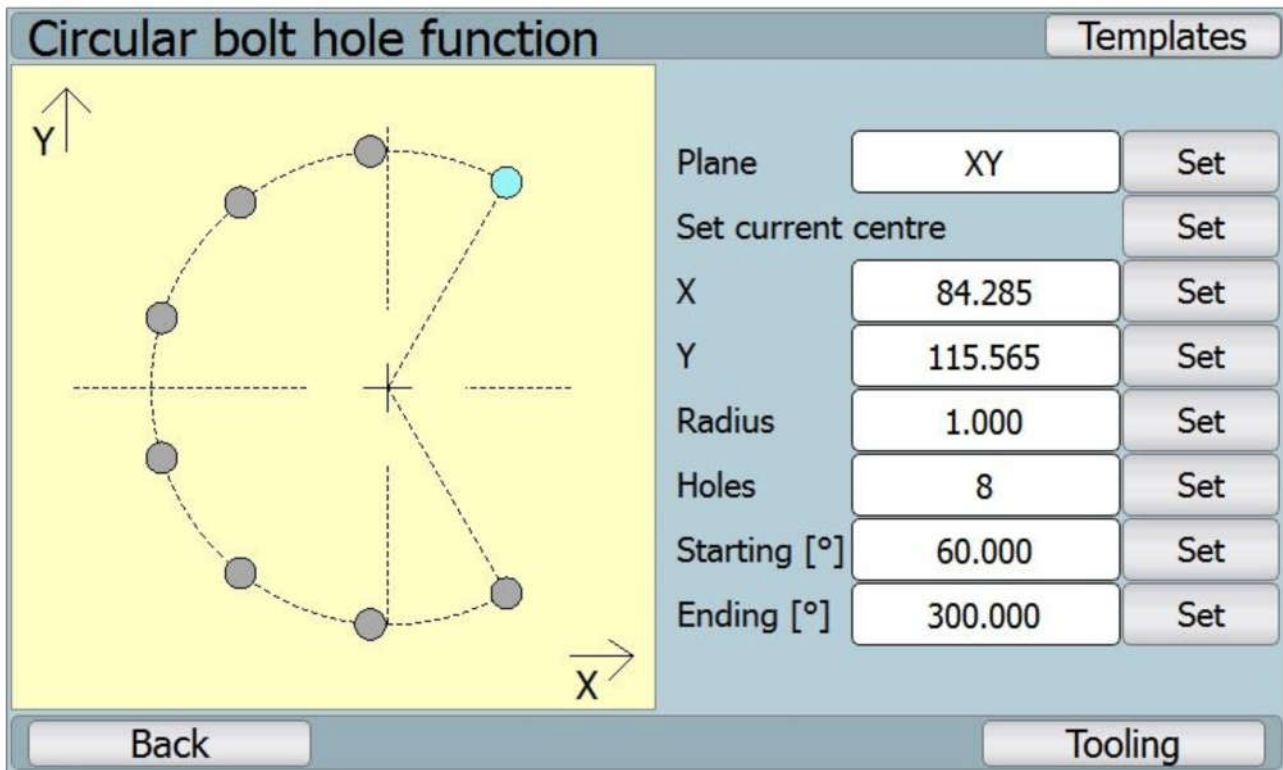 Circular bolt hole function Templates
Y
X
Plane XY Set
Set current centre Set
X 84.285 Set
Y 115.565 Set
Radius 1.000 Set
Holes 8 Set
Starting [°] 60.000 Set
Ending [°] 300.000 Set
Back Tooling